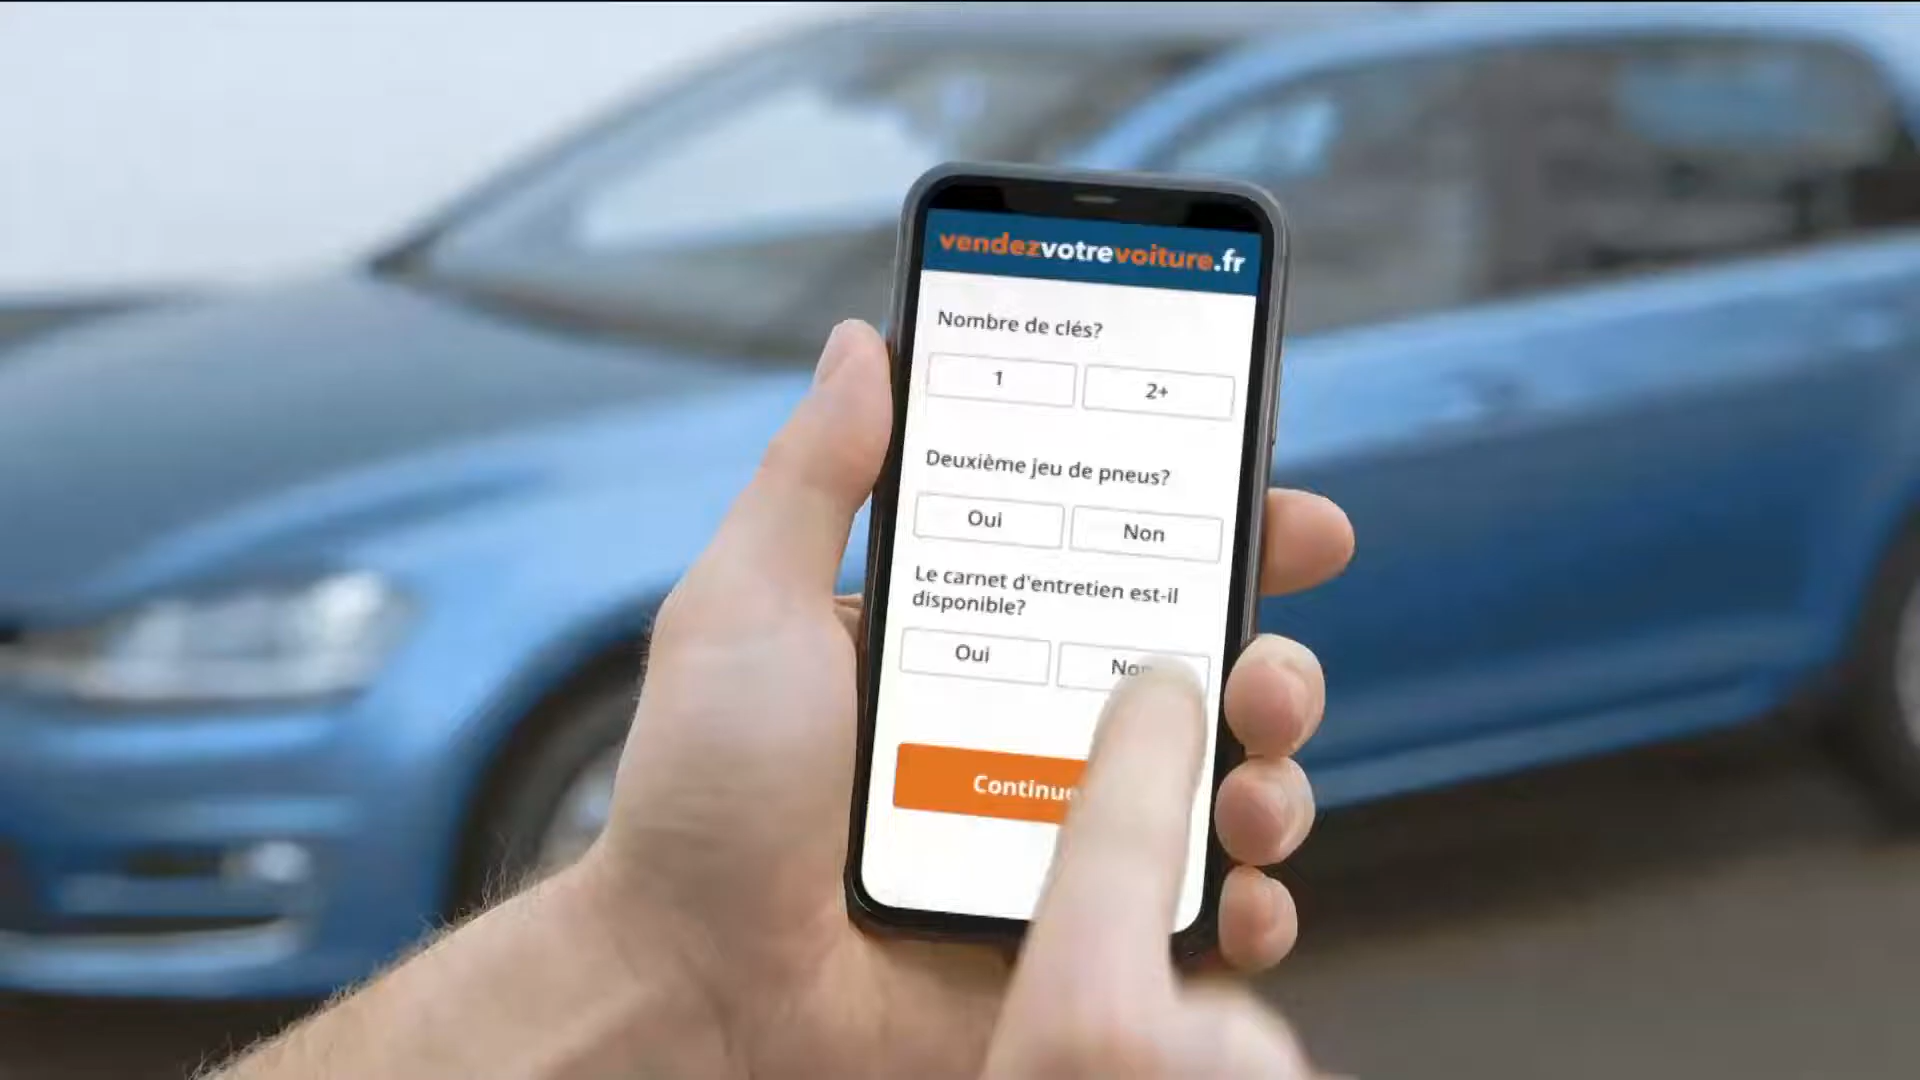 vendezvotrevoiture.fr
Nombre de clés?
1
2+
Deuxième jeu de pneus?
Oui
Non
Le carnet d'entretien est-il
disponible?
Oui